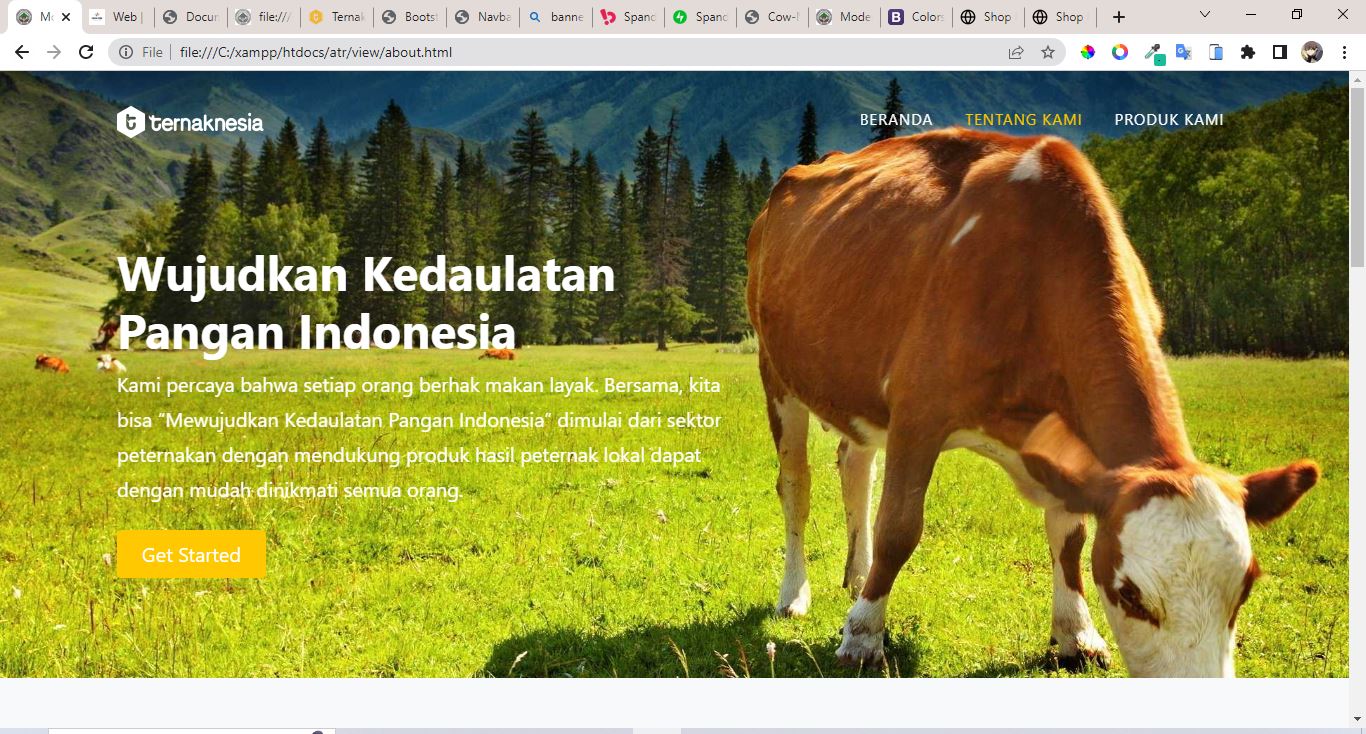 Mo
Web |
Docun
file:///
Ternak
Bootst
Navba
banne
Spanc
Spanc
Cow-
Mode
Colors
Shop
Shop
File
file:///C:/xampp/htdocs/atr/view/about.html
ternaknesia
BERANDA
TENTANG KAMI
PRODUK KAMI
Wujudkan Kedaulatan
Pangan Indonesia
Kami percaya bahwa setiap orang berhak makan layak. Bersama, kita
bisa “Mewujudkan Kedaulatan Pangan Indonesia” dimulai dari sektor
peternakan dengan mendukung produk hasil peternak lokal dapat
dengan mudah dinikmati semua orang.
Get Started